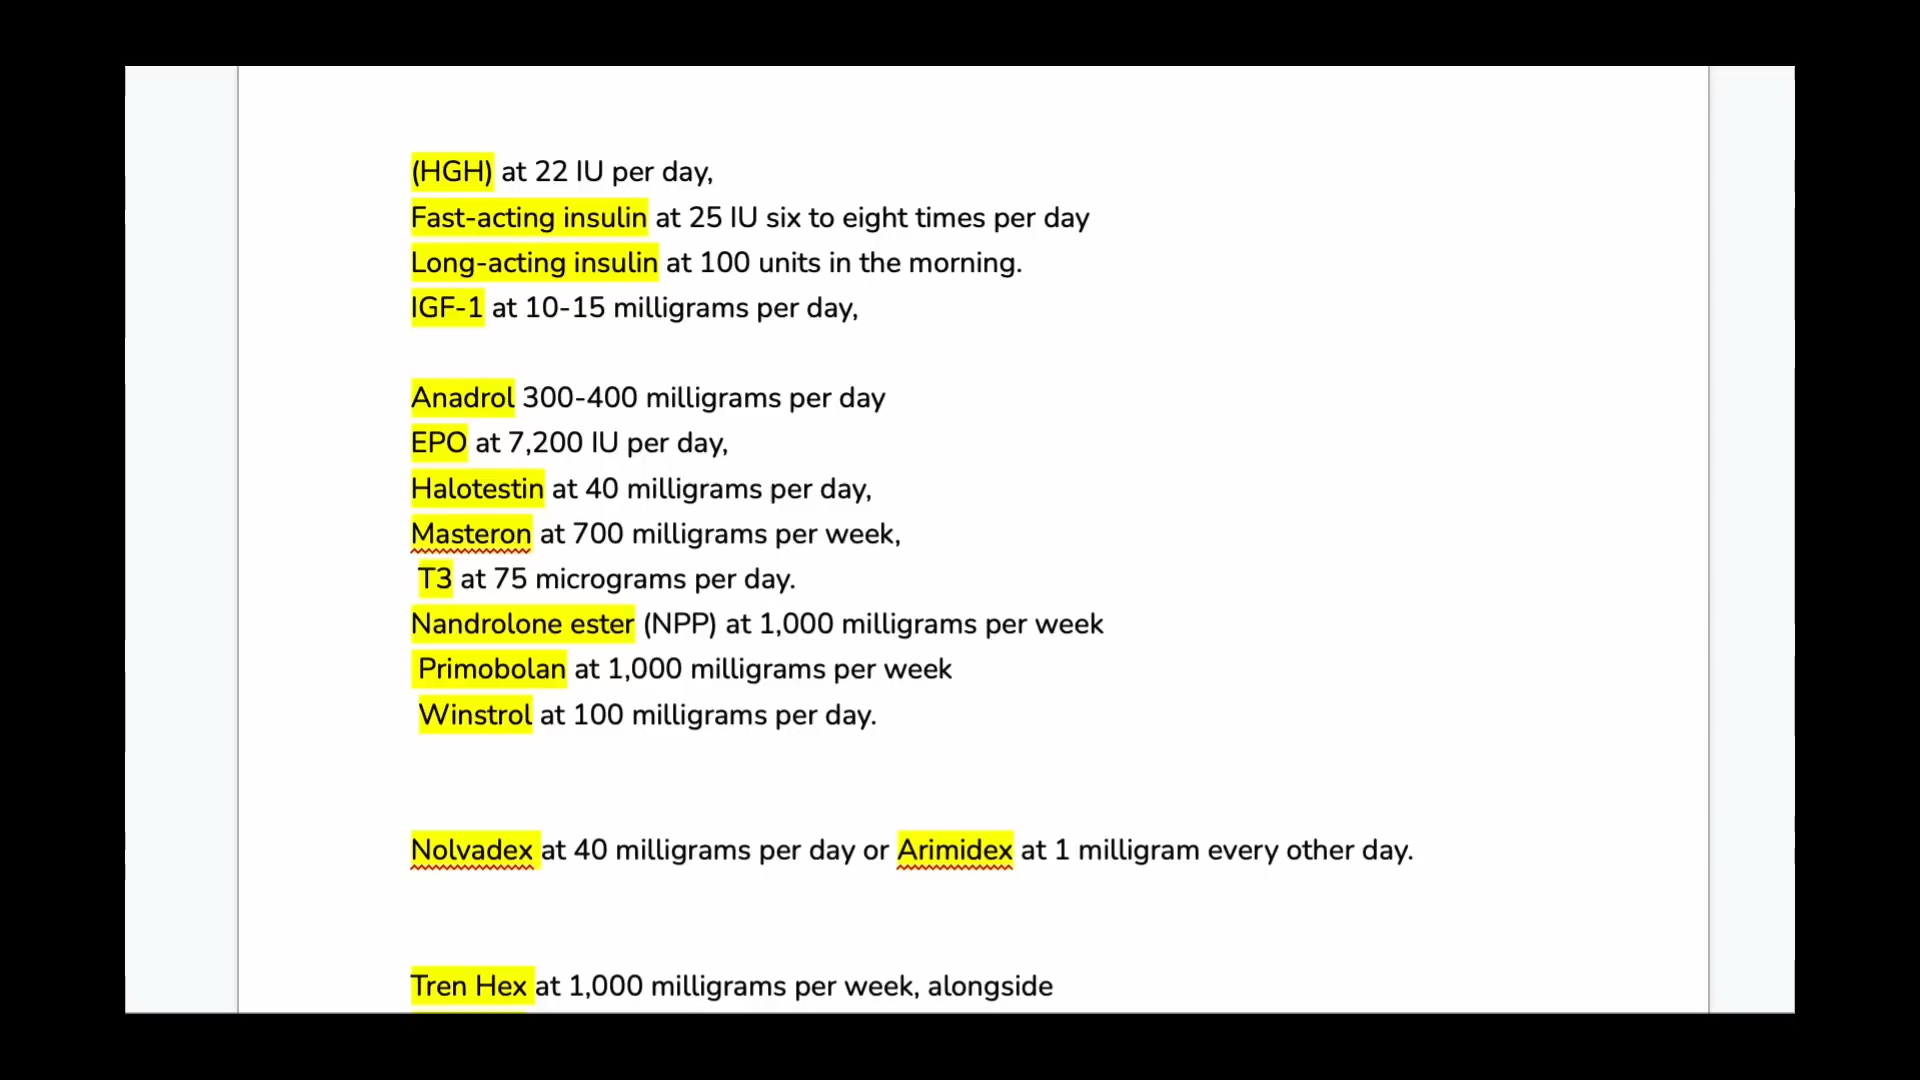 (HGH) at 22 IU per day,
Fast-acting insulin at 25 IU six to eight times per day
Long-acting insulin at 100 units in the morning.
IGF-1 at 10-15 milligrams per day,
Anadrol 300-400 milligrams per day
EPO at 7,200 IU per day,
Halotestin at 40 milligrams per day,
Masteron at 700 milligrams per week,
T3 at 75 micrograms per day.
Nandrolone ester (NPP) at 1,000 milligrams per week
Primobolan at 1,000 milligrams per week
Winstrol at 100 milligrams per day.
Nolvadex at 40 milligrams per day or Arimidex at 1 milligram every other day.
Tren Hex at 1,000 milligrams per week, alongside